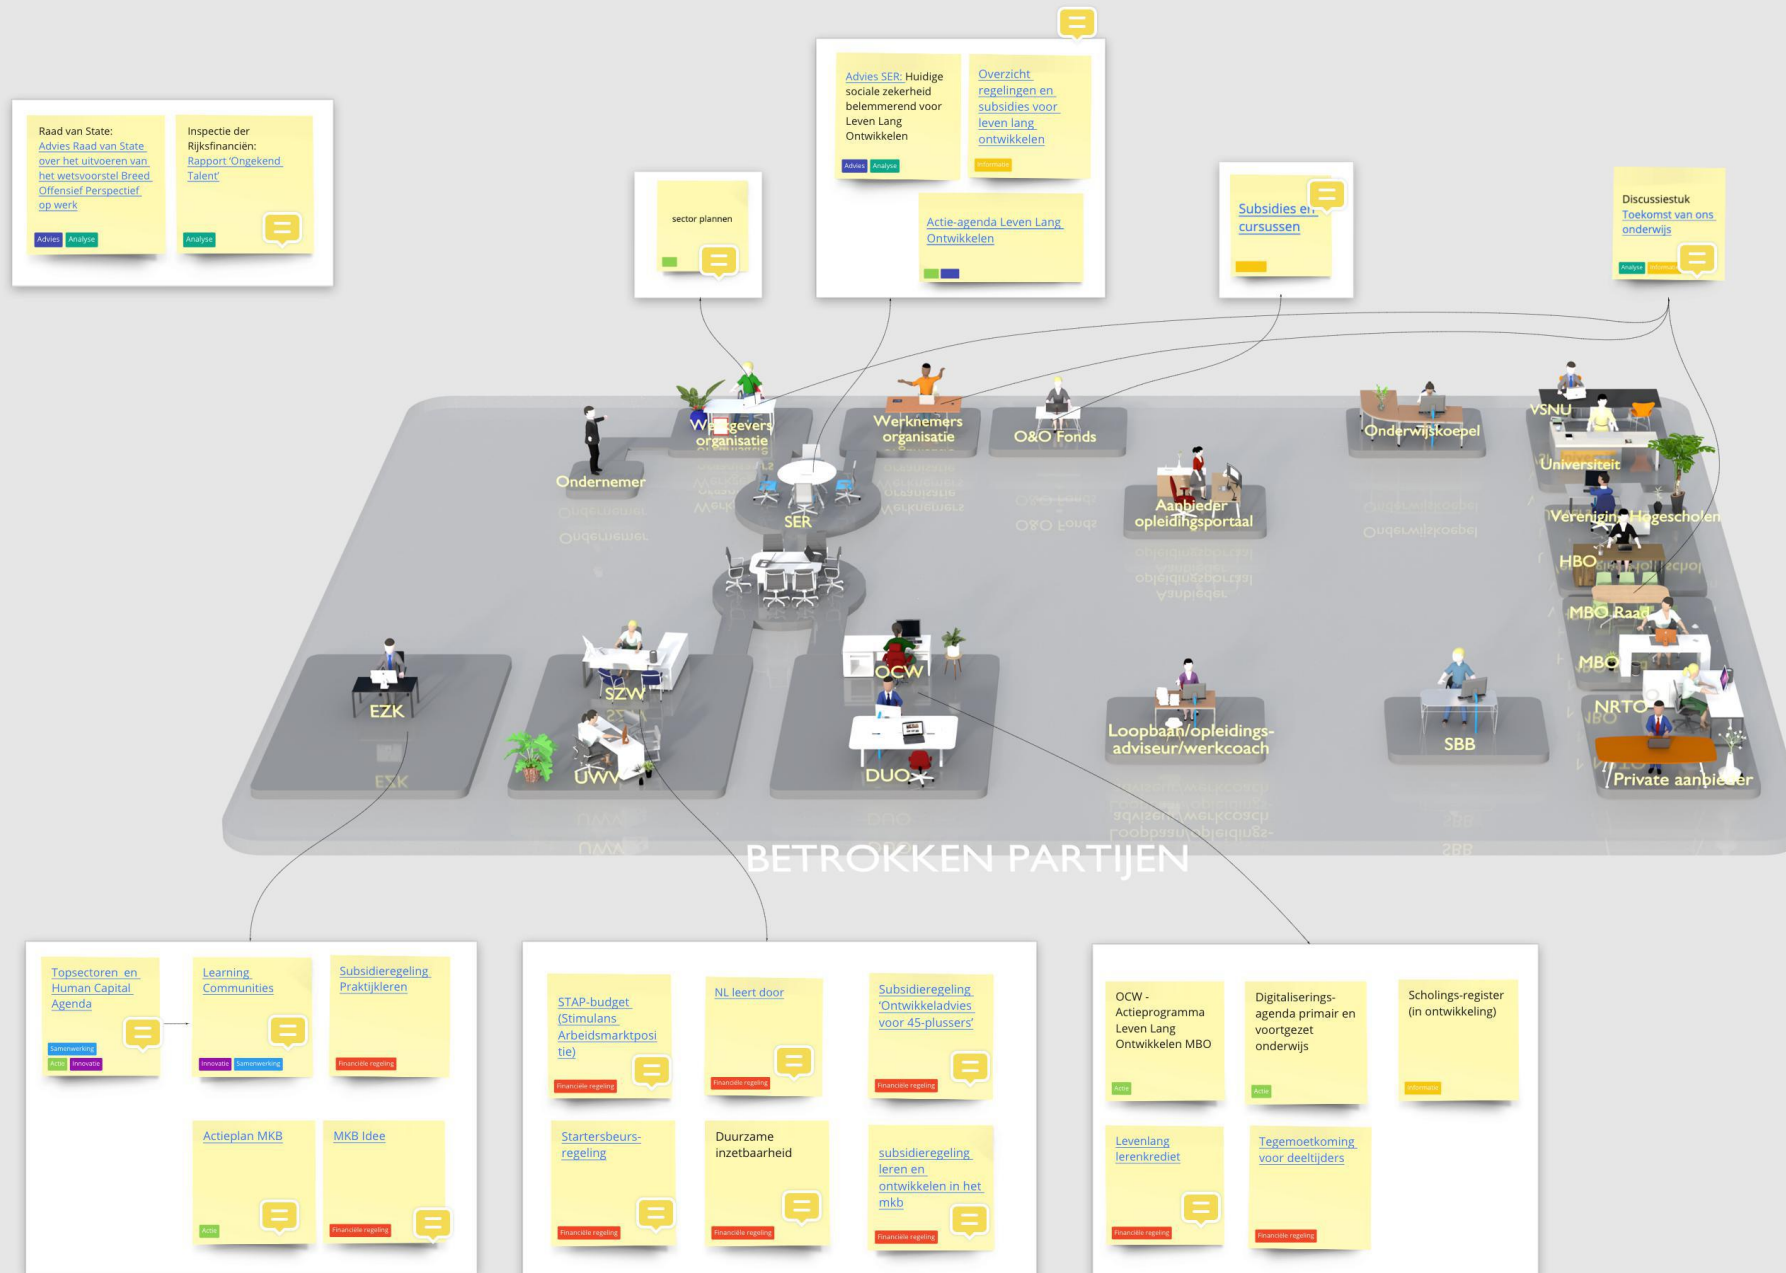 Raad van State:
Advies Raad van State
over het uitvoeren van
het wetsvoorstel Breed
Offensief Perspectief
op werk
Advies Analyse
Inspectie der
Rijksfinanciën:
Rapport ‘Ongekend
Talent’
Analyse
sector plannen
Advies SER: Huidige
sociale zekerheid
belemmerend voor
Leven Lang
Ontwikkelen
Advies Analyse
Overzicht
regelingen en
subsidies voor
leven lang
ontwikkelen
Informatie
Actie-agenda Leven Lang
Ontwikkelen
Subsidies en
cursussen
Discussiestuk
Toekomst van ons
onderwijs
Analyse Informatie
Werkgevers
organisatie
Werknemers
organisatie
O&O Fonds
Onderwijskoepel
VSNU
Universiteit
Ondernemer
SER
Aanbieder
opleidingsportaal
Vereniging Hogescholen
HBO
MBO Raad
MBO
NRTO
Private aanbieder
EZK
SZW
UWV
OCW
DUO
Loopbaan/opleidings-
adviseur/werkcoach
SBB
BETROKKEN PARTIJEN
Topsectoren en
Human Capital
Agenda
Samenwerking
Actie Innovatie
Learning
Communities
Innovatie Samenwerking
Subsidieregeling
Praktijkleren
Financiële regeling
Actieplan MKB
Actie
MKB Idee
Financiële regeling
STAP-budget
(Stimulans
Arbeidsmarktposi
tie)
Financiële regeling
NL leert door
Financiële regeling
Subsidieregeling
‘Ontwikkeladvies
voor 45-plussers’
Financiële regeling
Startersbeurs-
regeling
Financiële regeling
Duurzame
inzetbaarheid
Financiële regeling
subsidieregeling
leren en
ontwikkelen in het
mkb
Financiële regeling
OCW -
Actieprogramma
Leven Lang
Ontwikkelen MBO
Actie
Digitaliserings-
agenda primair en
voortgezet
onderwijs
Actie
Scholings-register
(in ontwikkeling)
Informatie
Levenlang
lerenkrediet
Financiële regeling
Tegemoetkoming
voor deeltijders
Financiële regeling